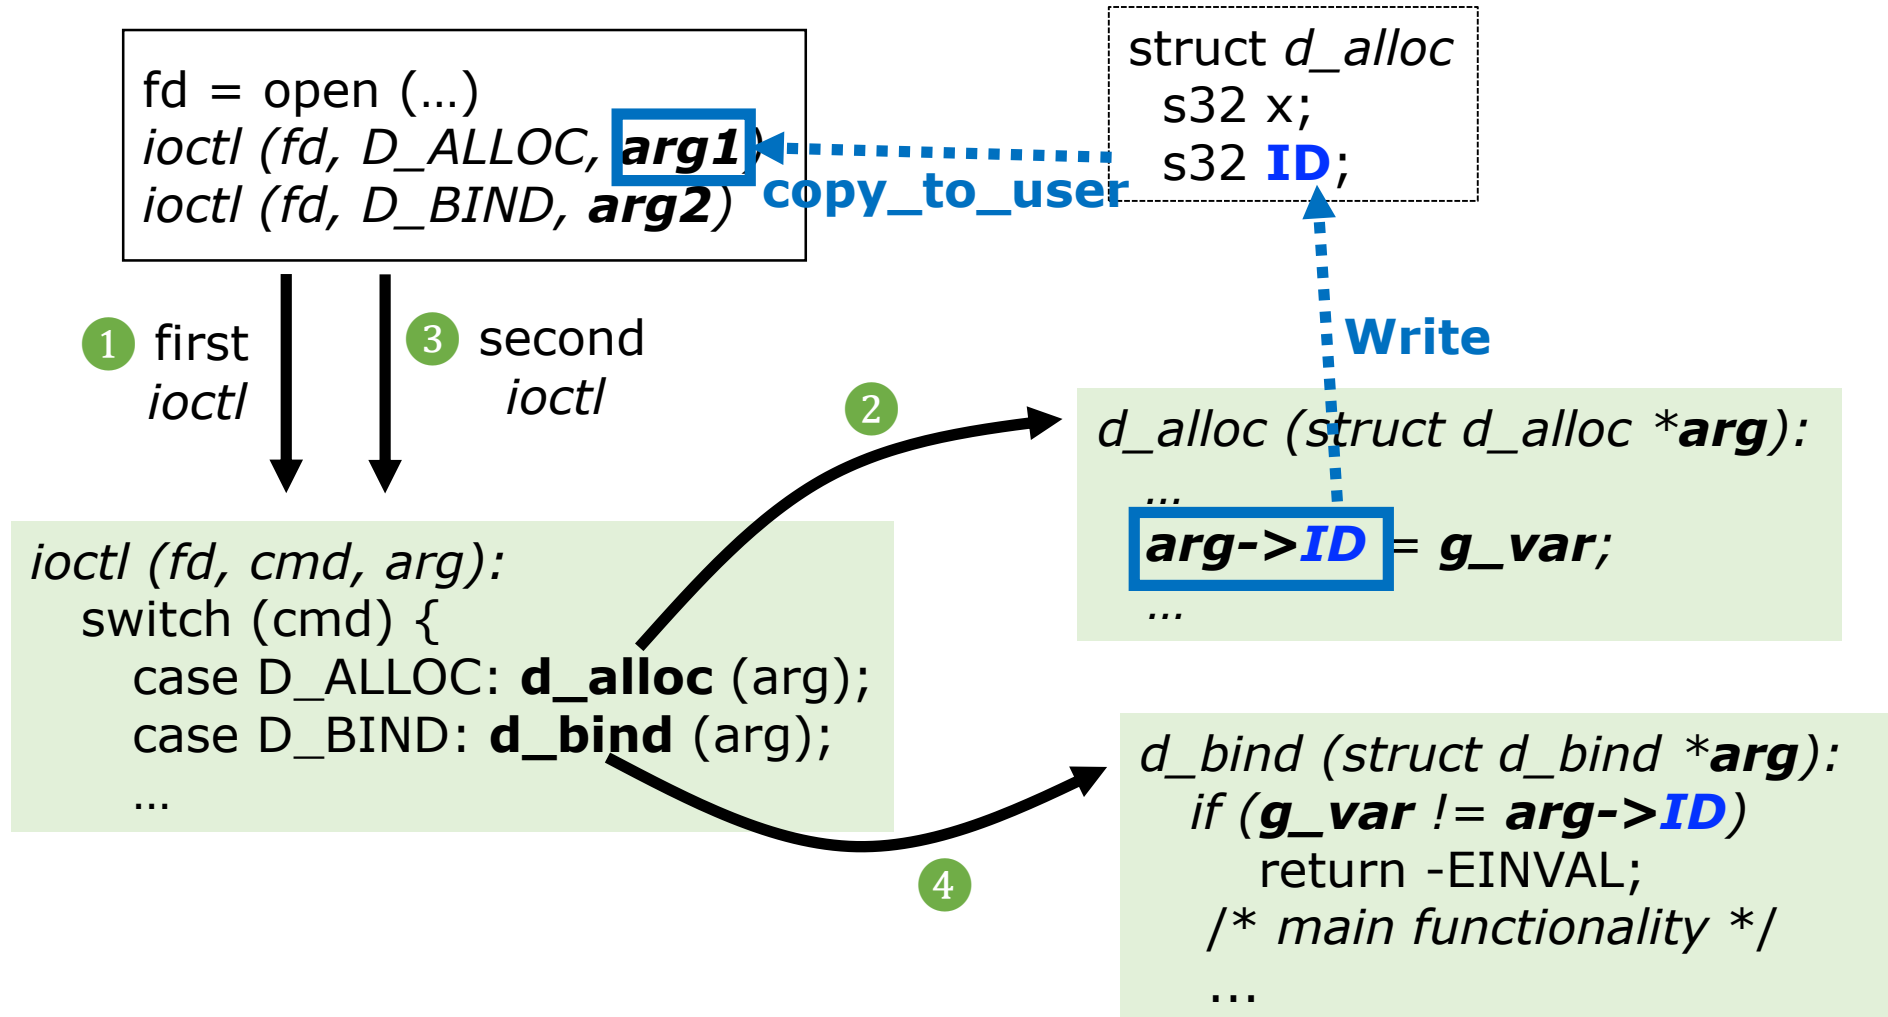 fd = open (…)
ioctl (fd, D_ALLOC, arg1)
ioctl (fd, D_BIND, arg2)
copy_to_user
struct d_alloc
s32 x;
s32 ID;
Write
1 first
ioctl
3 second
ioctl
2
d_alloc (struct d_alloc *arg):
…
arg->ID = g_var;
…
ioctl (fd, cmd, arg):
switch (cmd) {
case D_ALLOC: d_alloc (arg);
case D_BIND: d_bind (arg);
…
4
d_bind (struct d_bind *arg):
if (g_var != arg->ID)
return -EINVAL;
/* main functionality */
...